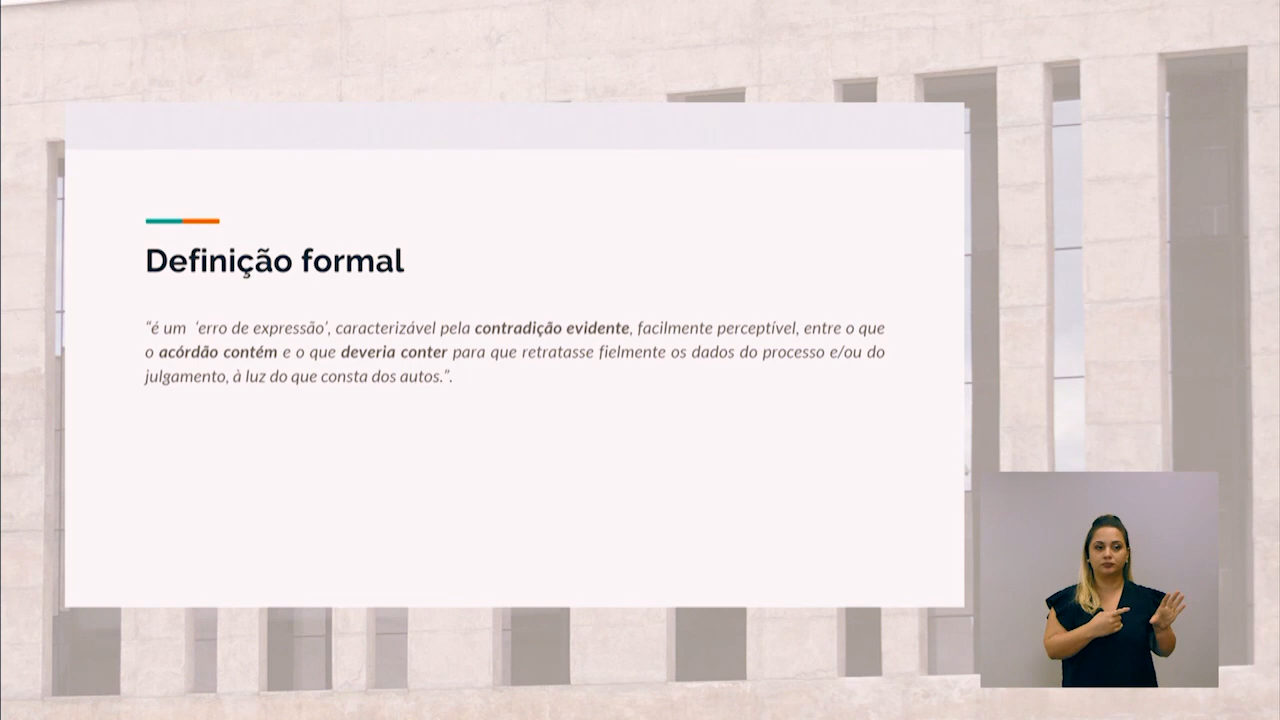 Definição formal
“é um ‘erro de expressão’, caracterizável pela contradição evidente, facilmente perceptível, entre o que
o acórdão contém e o que deveria conter para que retratasse fielmente os dados do processo e/ou do
julgamento, à luz do que consta dos autos.”.